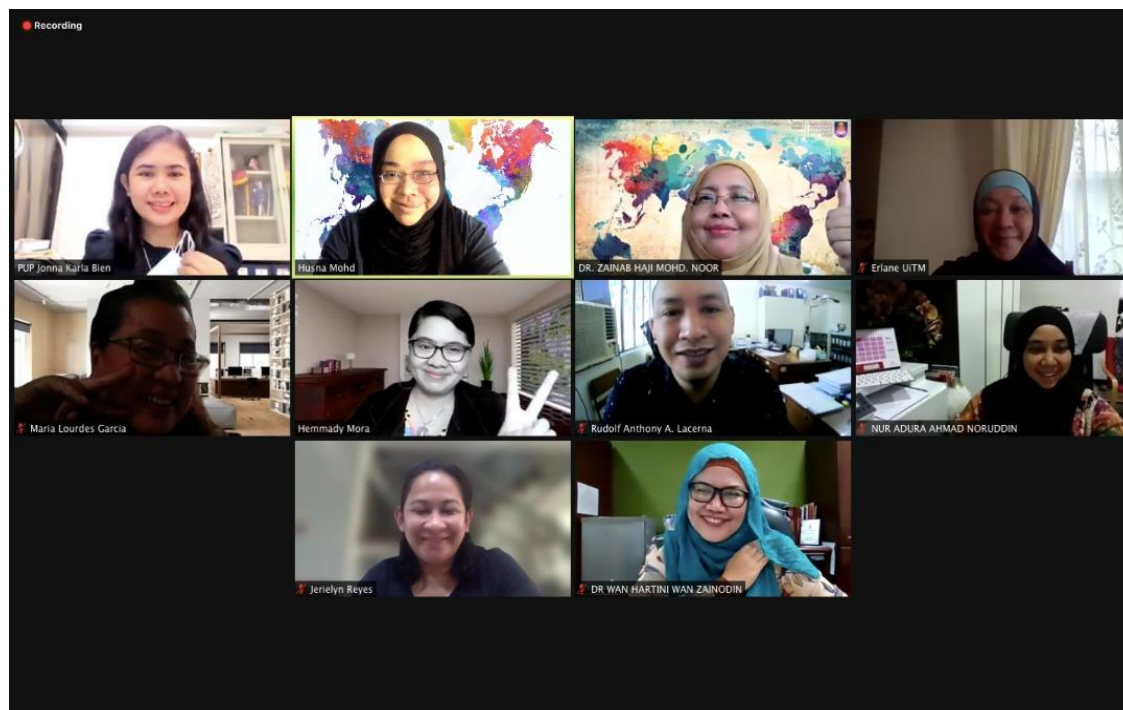 Recording
PUP Jonna Karla Bien
Husna Mohd
DR. ZAINAB HAJI MOHD. NOOR
Erlane UiTM
Maria Lourdes Garcia
Hemmady Mora
Rudolf Anthony A. Lacerna
NUR ADURA AHMAD NORUDDIN
Jerielyn Reyes
DR WAN HARTINI WAN ZAINODIN